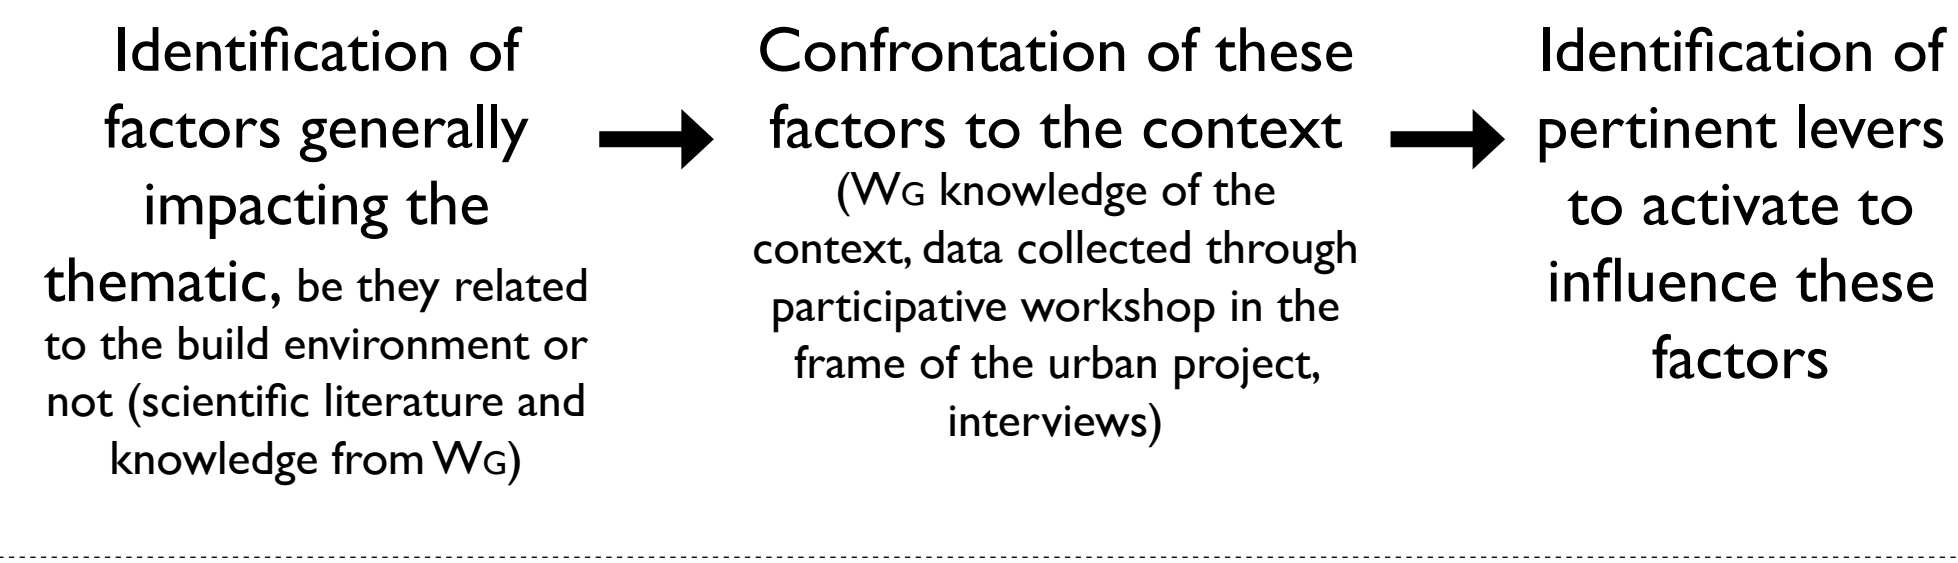 Identification of
factors generally
impacting the
thematic, be they related
to the build environment or
not (scientific literature and
knowledge from WG)
Confrontation of these
factors to the context
(WG knowledge of the
context, data collected through
participative workshop in the
frame of the urban project,
interviews)
Identification of
pertinent levers
to activate to
influence these
factors